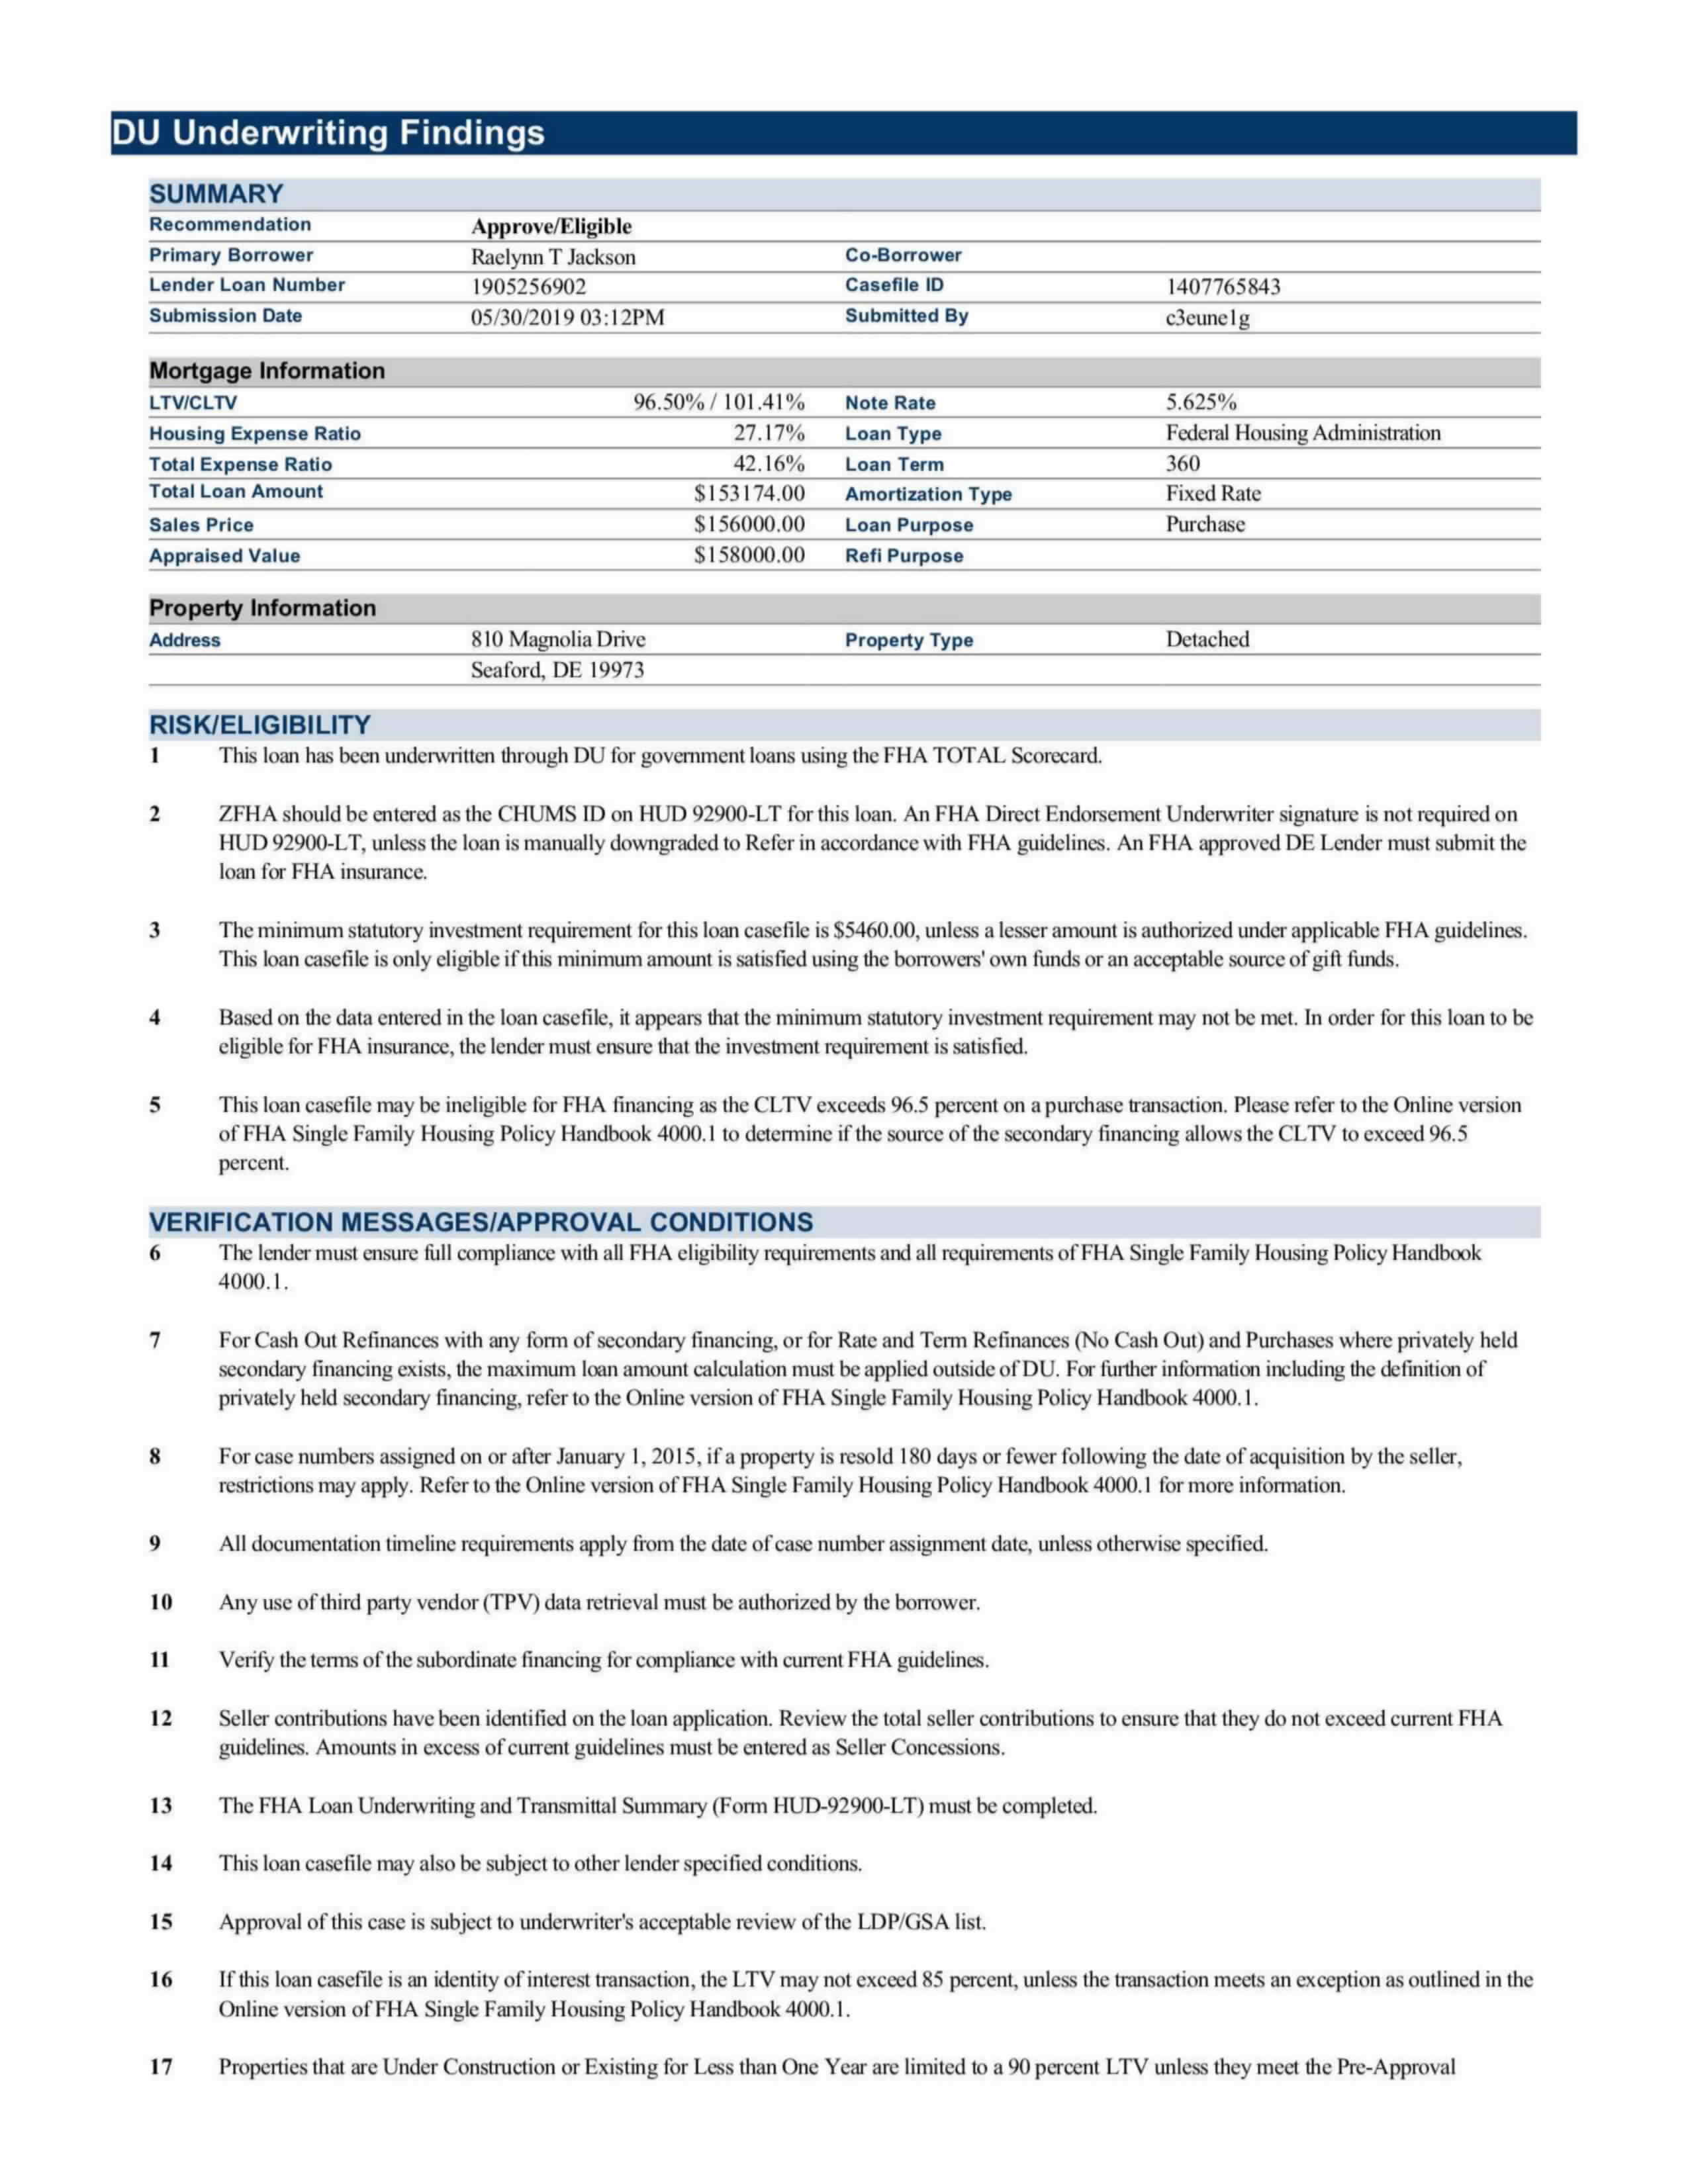 DU Underwriting Findings
SUMMARY
Recommendation Approve/Eligible
Primary Borrower Raelynn T Jackson Co-Borrower
Lender Loan Number 1905256902 Casefile ID 1407765843
Submission Date 05/30/2019 03:12PM Submitted By c3eune1g
Mortgage Information
LTV/CLTV 96.50% / 101.41% Note Rate 5.625%
Housing Expense Ratio 27.17% Loan Type Federal Housing Administration
Total Expense Ratio 42.16% Loan Term 360
Total Loan Amount $153174.00 Amortization Type Fixed Rate
Sales Price $156000.00 Loan Purpose Purchase
Appraised Value $158000.00 Refi Purpose
Property Information
Address 810 Magnolia Drive Property Type Detached
Seaford, DE 19973
RISK/ELIGIBILITY
1 This loan has been underwritten through DU for government loans using the FHA TOTAL Scorecard.
2 ZFHA should be entered as the CHUMS ID on HUD 92900-LT for this loan. An FHA Direct Endorsement Underwriter signature is not required on
HUD 92900-LT, unless the loan is manually downgraded to Refer in accordance with FHA guidelines. An FHA approved DE Lender must submit the
loan for FHA insurance.
3 The minimum statutory investment requirement for this loan casefile is $5460.00, unless a lesser amount is authorized under applicable FHA guidelines.
This loan casefile is only eligible if this minimum amount is satisfied using the borrowers' own funds or an acceptable source of gift funds.
4 Based on the data entered in the loan casefile, it appears that the minimum statutory investment requirement may not be met. In order for this loan to be
eligible for FHA insurance, the lender must ensure that the investment requirement is satisfied.
5 This loan casefile may be ineligible for FHA financing as the CLTV exceeds 96.5 percent on a purchase transaction. Please refer to the Online version
of FHA Single Family Housing Policy Handbook 4000.1 to determine if the source of the secondary financing allows the CLTV to exceed 96.5
percent.
VERIFICATION MESSAGES/APPROVAL CONDITIONS
6 The lender must ensure full compliance with all FHA eligibility requirements and all requirements of FHA Single Family Housing Policy Handbook
4000.1.
7 For Cash Out Refinances with any form of secondary financing, or for Rate and Term Refinances (No Cash Out) and Purchases where privately held
secondary financing exists, the maximum loan amount calculation must be applied outside of DU. For further information including the definition of
privately held secondary financing, refer to the Online version of FHA Single Family Housing Policy Handbook 4000.1.
8 For case numbers assigned on or after January 1, 2015, if a property is resold 180 days or fewer following the date of acquisition by the seller,
restrictions may apply. Refer to the Online version of FHA Single Family Housing Policy Handbook 4000.1 for more information.
9 All documentation timeline requirements apply from the date of case number assignment date, unless otherwise specified.
10 Any use of third party vendor (TPV) data retrieval must be authorized by the borrower.
11 Verify the terms of the subordinate financing for compliance with current FHA guidelines.
12 Seller contributions have been identified on the loan application. Review the total seller contributions to ensure that they do not exceed current FHA
guidelines. Amounts in excess of current guidelines must be entered as Seller Concessions.
13 The FHA Loan Underwriting and Transmittal Summary (Form HUD-92900-LT) must be completed.
14 This loan casefile may also be subject to other lender specified conditions.
15 Approval of this case is subject to underwriter's acceptable review of the LDP/GSA list.
16 If this loan casefile is an identity of interest transaction, the LTV may not exceed 85 percent, unless the transaction meets an exception as outlined in the
Online version of FHA Single Family Housing Policy Handbook 4000.1.
17 Properties that are Under Construction or Existing for Less than One Year are limited to a 90 percent LTV unless they meet the Pre-Approval